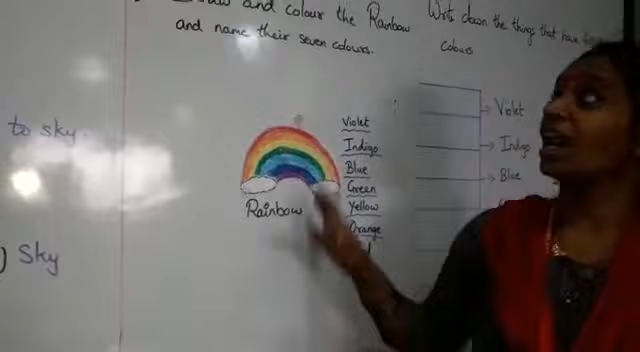 and colour the Rainbow
and name their seven colours.
Write down the things that have
colours
to sky.
Sky
Rainbow
Violet
Indigo
Blue
Green
Yellow
Orange
Violet
Indigo
Blue